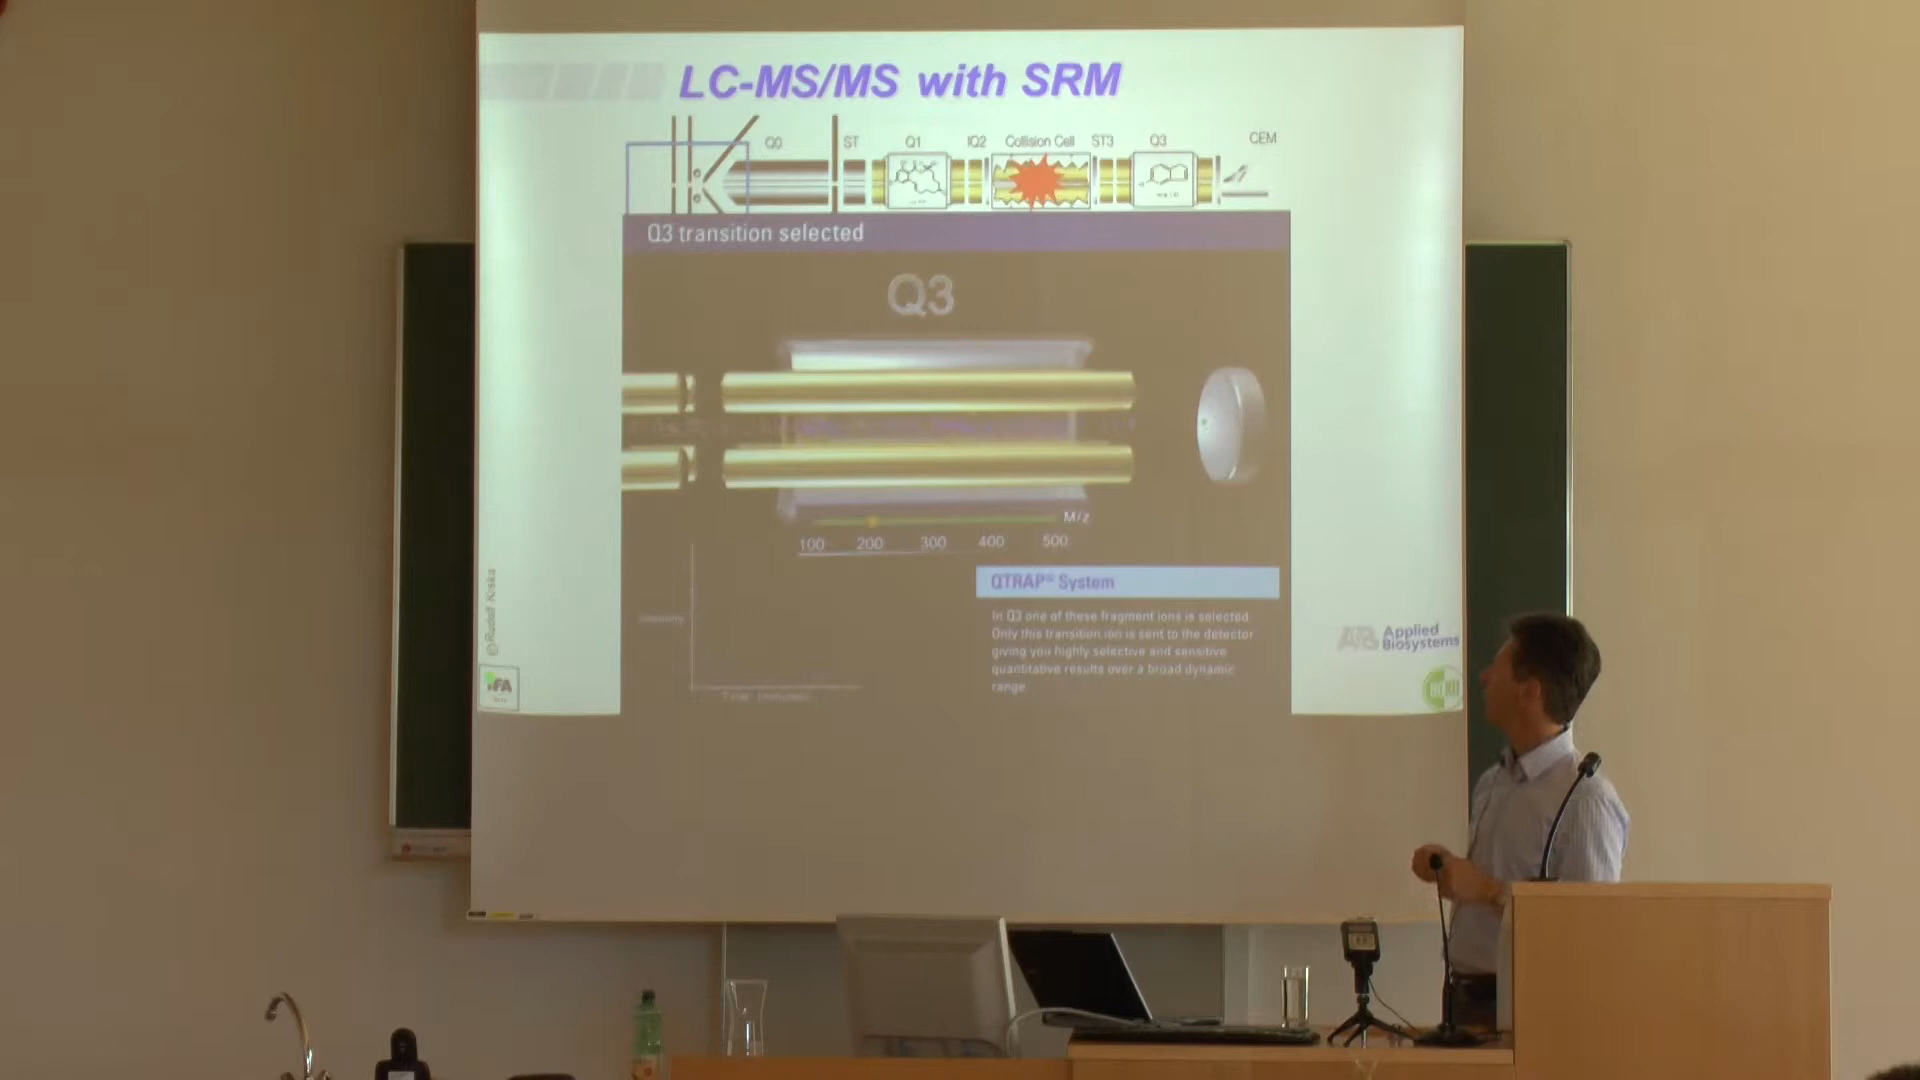 LC-MS/MS with SRM
Q0 ST Q1 IQ2 Collision Cell ST3 Q3 CEM
Q3 transition selected
Q3
M/z
100 200 300 400 500
QTRAP® System
In Q3 one of these fragment ions is selected
Only this transition ion is sent to the detector
giving you highly selective and sensitive
quantitative results over a broad dynamic
range
Applied
Biosystems
iFA